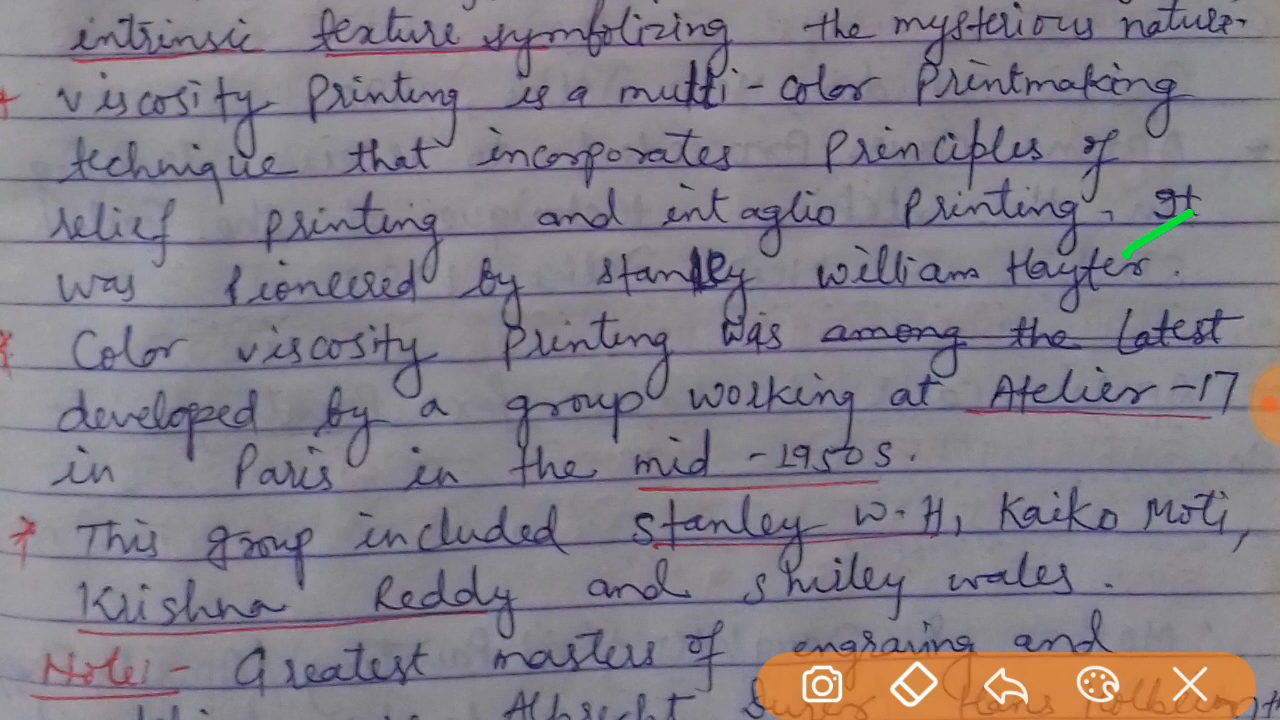 intrinsic texture symbolizing the mysterious nature.
* viscosity Printing is a multi-color Printmaking
technique that incorporates Principles of
relief printing and intaglio Printing, It
was Pioneered by Stanley William Hayter.
* Color viscosity Printing was among the latest
developed by a group working at Atelier-17
in Paris in the mid-1950s.
* This group included Stanley W.H, Kaiko Moti,
Krishna Reddy and Shiley wales.
Note:- Greatest masters of engraving and
Albrecht Durer Hans